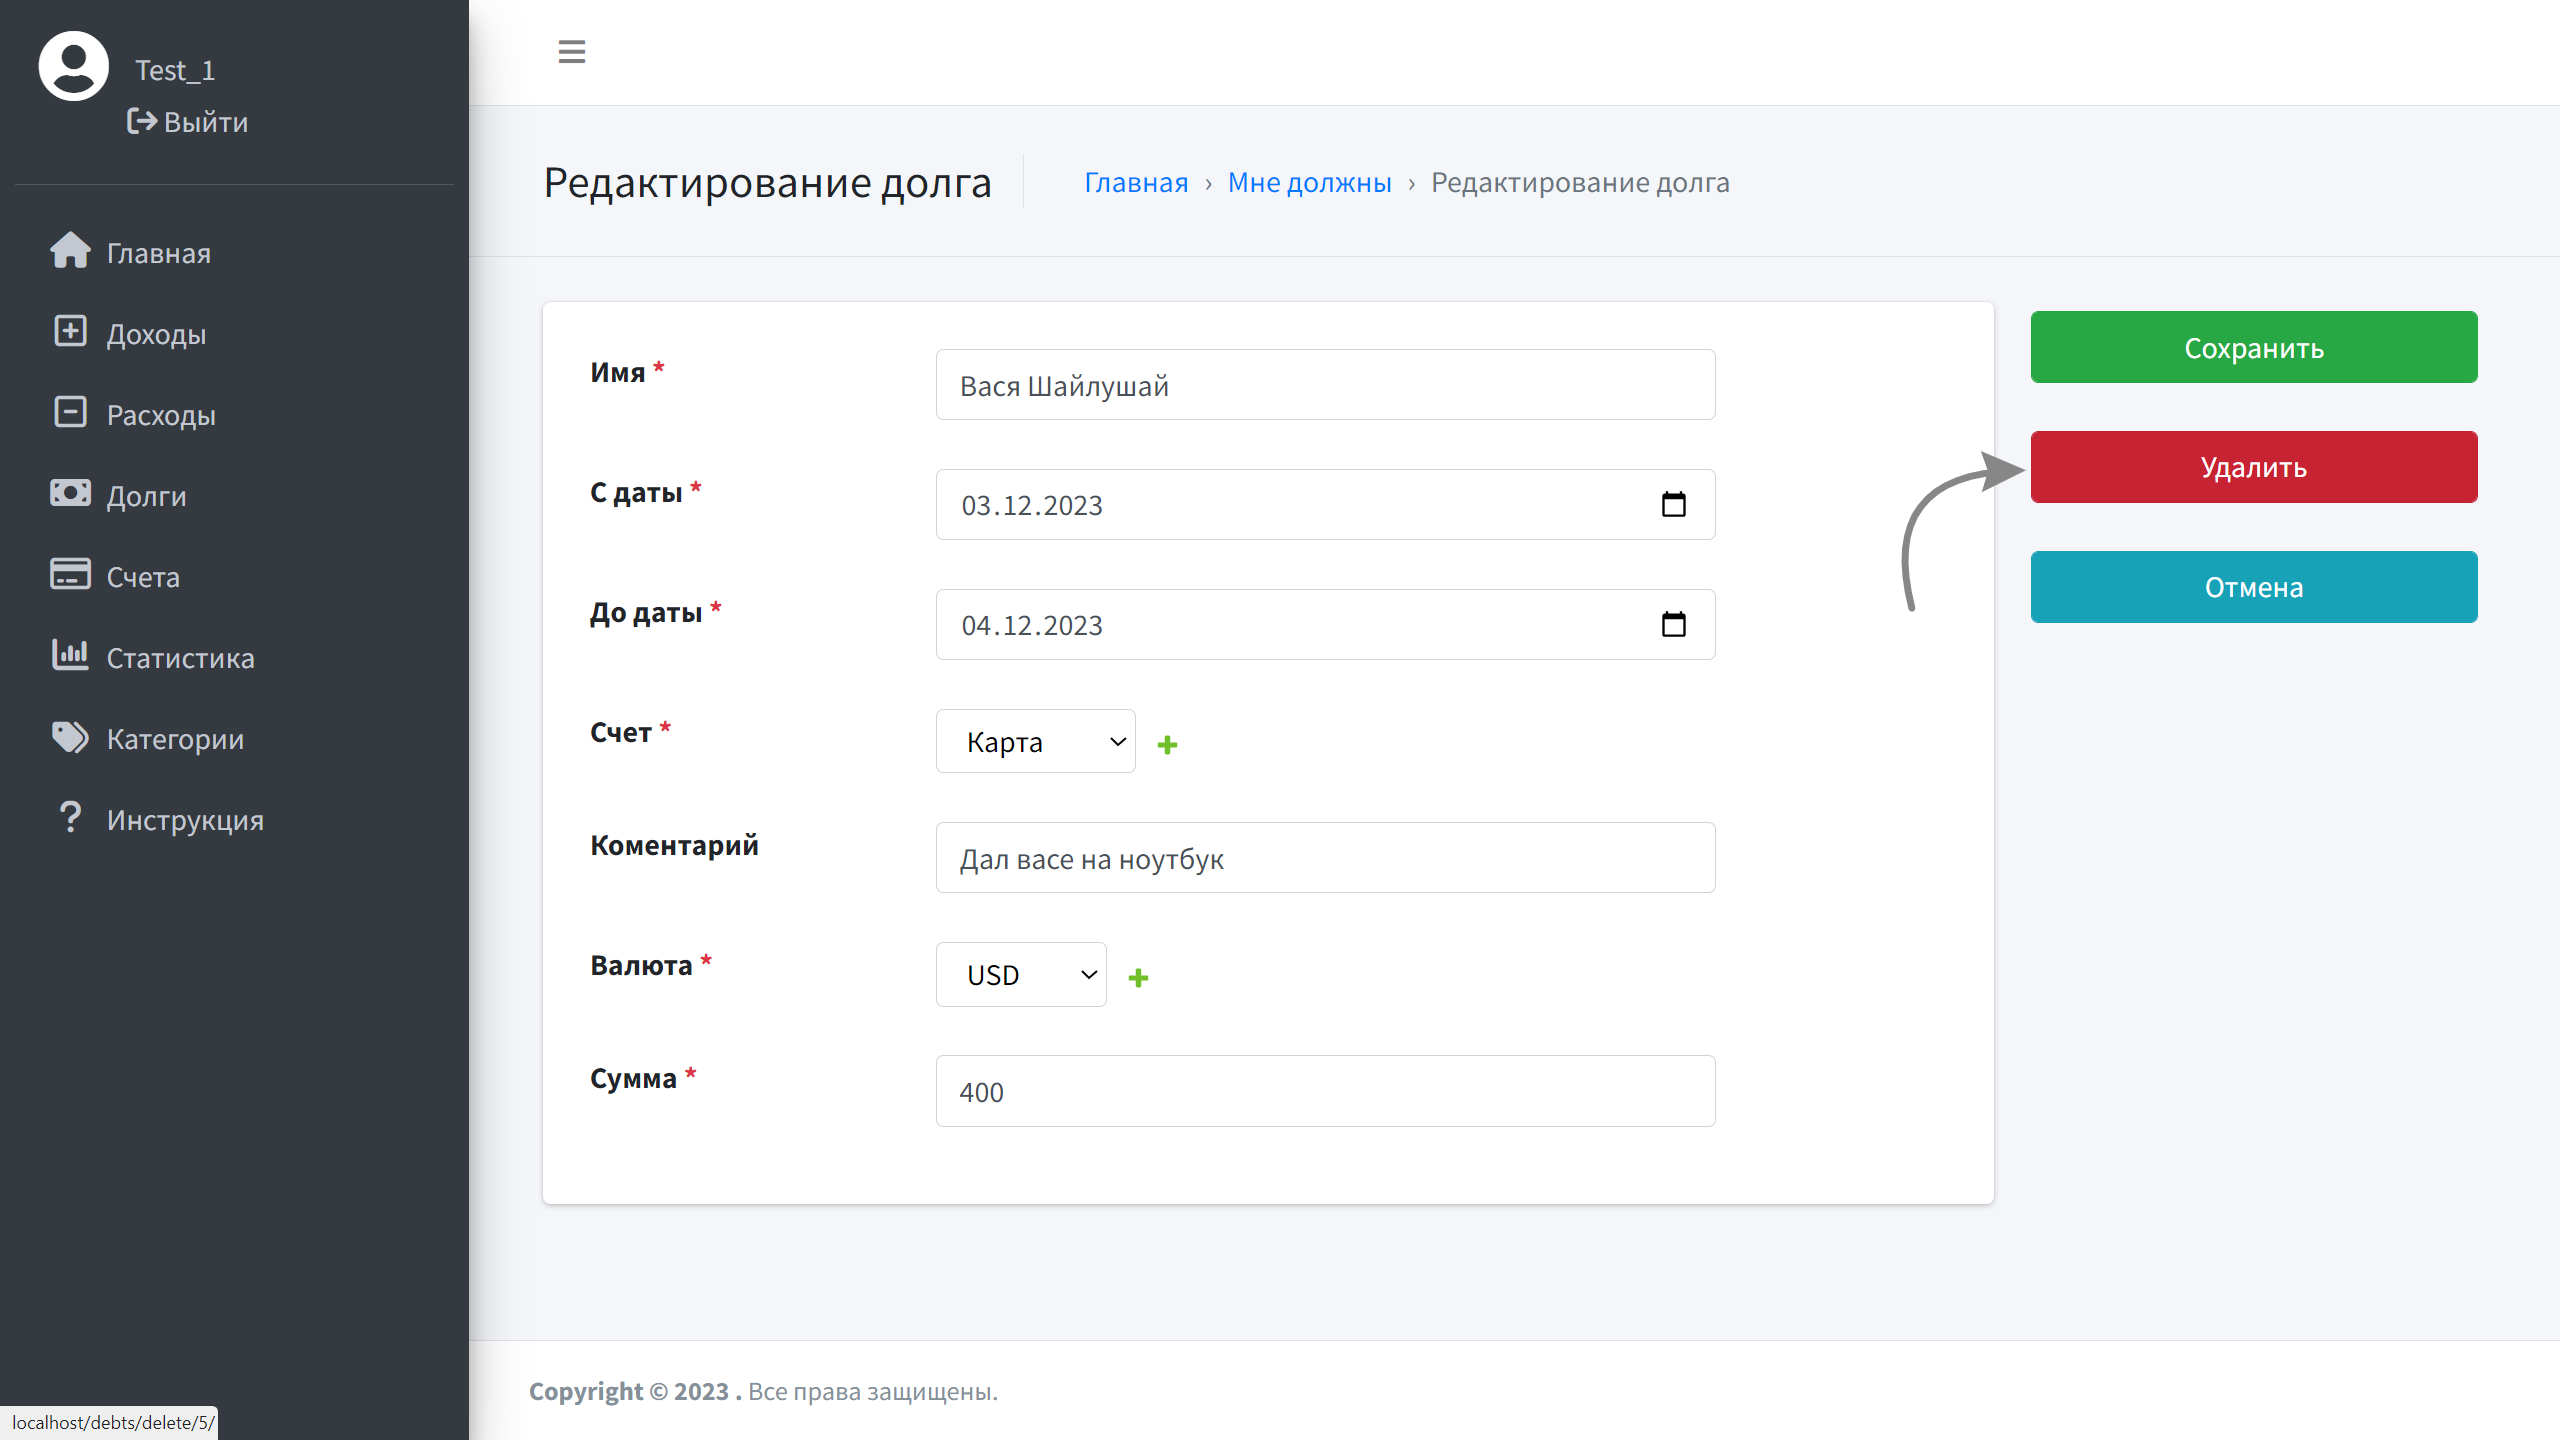 Test_1
Выйти
Главная
Доходы
Расходы
Долги
Счета
Статистика
Категории
Инструкция
Редактирование долга
Главная › Мне должны › Редактирование долга
Имя *
Вася Шайлушай
С даты *
03.12.2023
До даты *
04.12.2023
Счет *
Карта
Коментарий
Дал васе на ноутбук
Валюта *
USD
Сумма *
400
Сохранить
Удалить
Отмена
Copyright © 2023 . Все права защищены.
localhost/debts/delete/5/